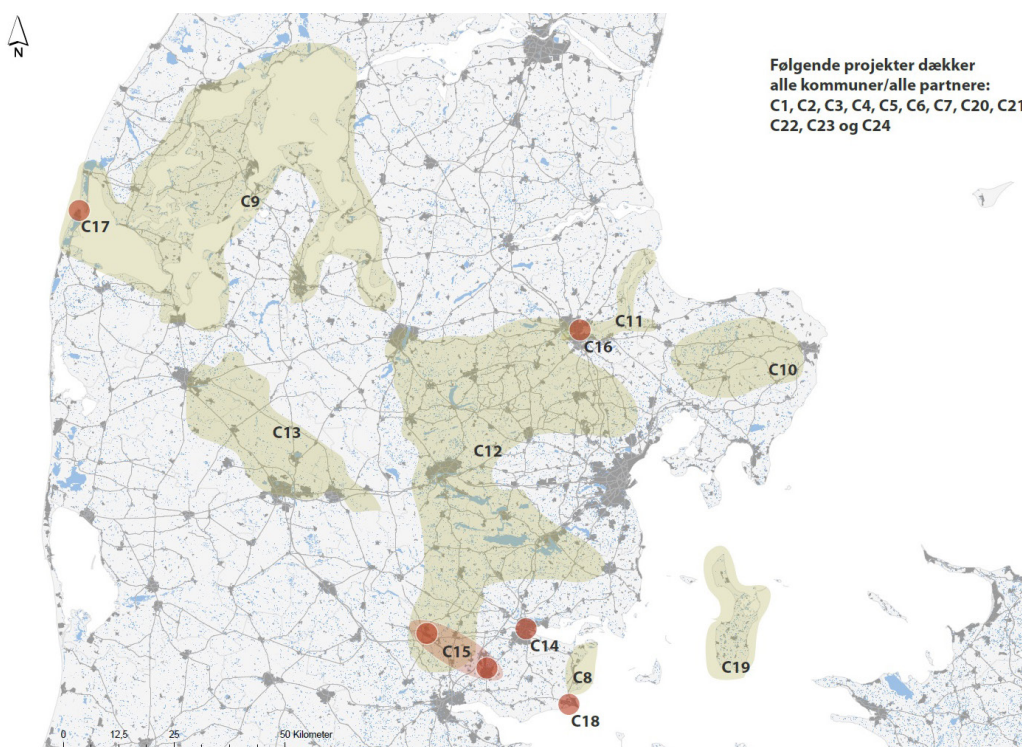 N
Følgende projekter dækker
alle kommuner/alle partnere:
C1, C2, C3, C4, C5, C6, C7, C20, C21
C22, C23 og C24
C9
C17
C11
C16
C10
C13
C12
C14
C15
C8
C19
C18
0 12,5 25 50 Kilometer